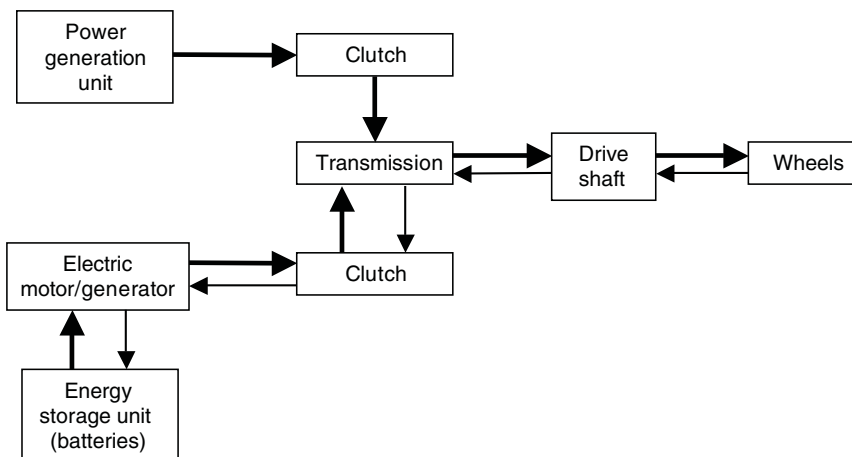 Power
generation
unit
Clutch
Transmission
Drive
shaft
Wheels
Electric
motor/generator
Clutch
Energy
storage unit
(batteries)